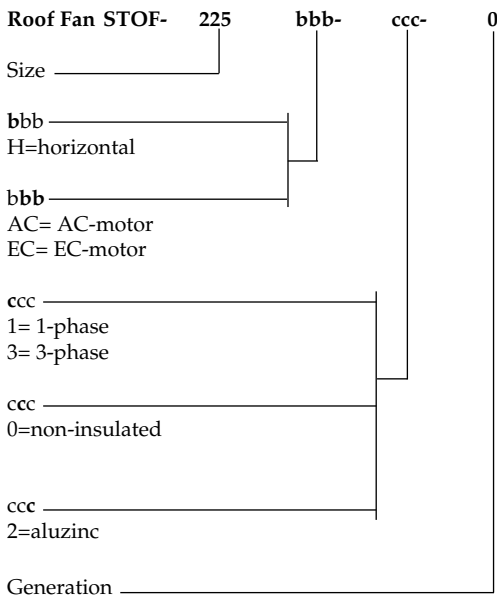 Roof Fan STOF- 225 bbb- ccc- 0
Size
bbb
H=horizontal
bbb
AC= AC-motor
EC= EC-motor
ccc
1= 1-phase
3= 3-phase
ccc
0=non-insulated
ccc
2=aluzinc
Generation